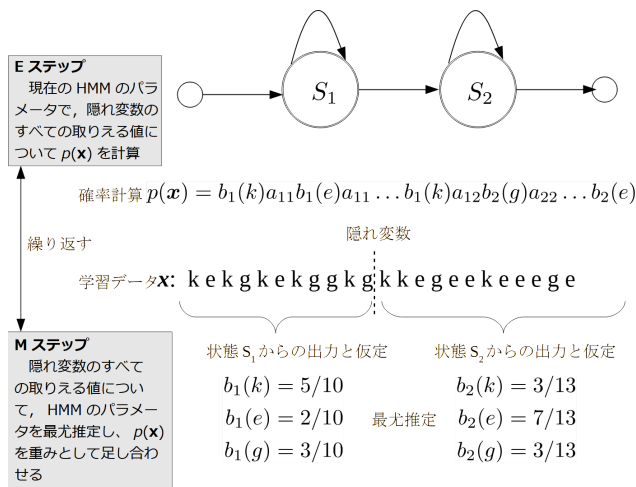 E ステップ
現在の HMM のパラ
メータで，隠れ変数の
すべての取りえる値に
ついて p(x) を計算
S₁
S₂
確率計算 p(x) = b₁(k)a₁₁b₁(e)a₁₁ … b₁(k)a₁₂b₂(g)a₂₂ … b₂(e)
繰り返す
隠れ変数
学習データx: k e k g k e k g g k g k k e g e e k e e e g e
状態 S₁からの出力と仮定
状態 S₂からの出力と仮定
b₁(k) = 5/10
b₂(k) = 3/13
b₁(e) = 2/10
最尤推定
b₂(e) = 7/13
b₁(g) = 3/10
b₂(g) = 3/13
M ステップ
隠れ変数のすべて
の取りえる値につい
て， HMM のパラメー
タを最尤推定し、 p(x)
を重みとして足し合わ
せる